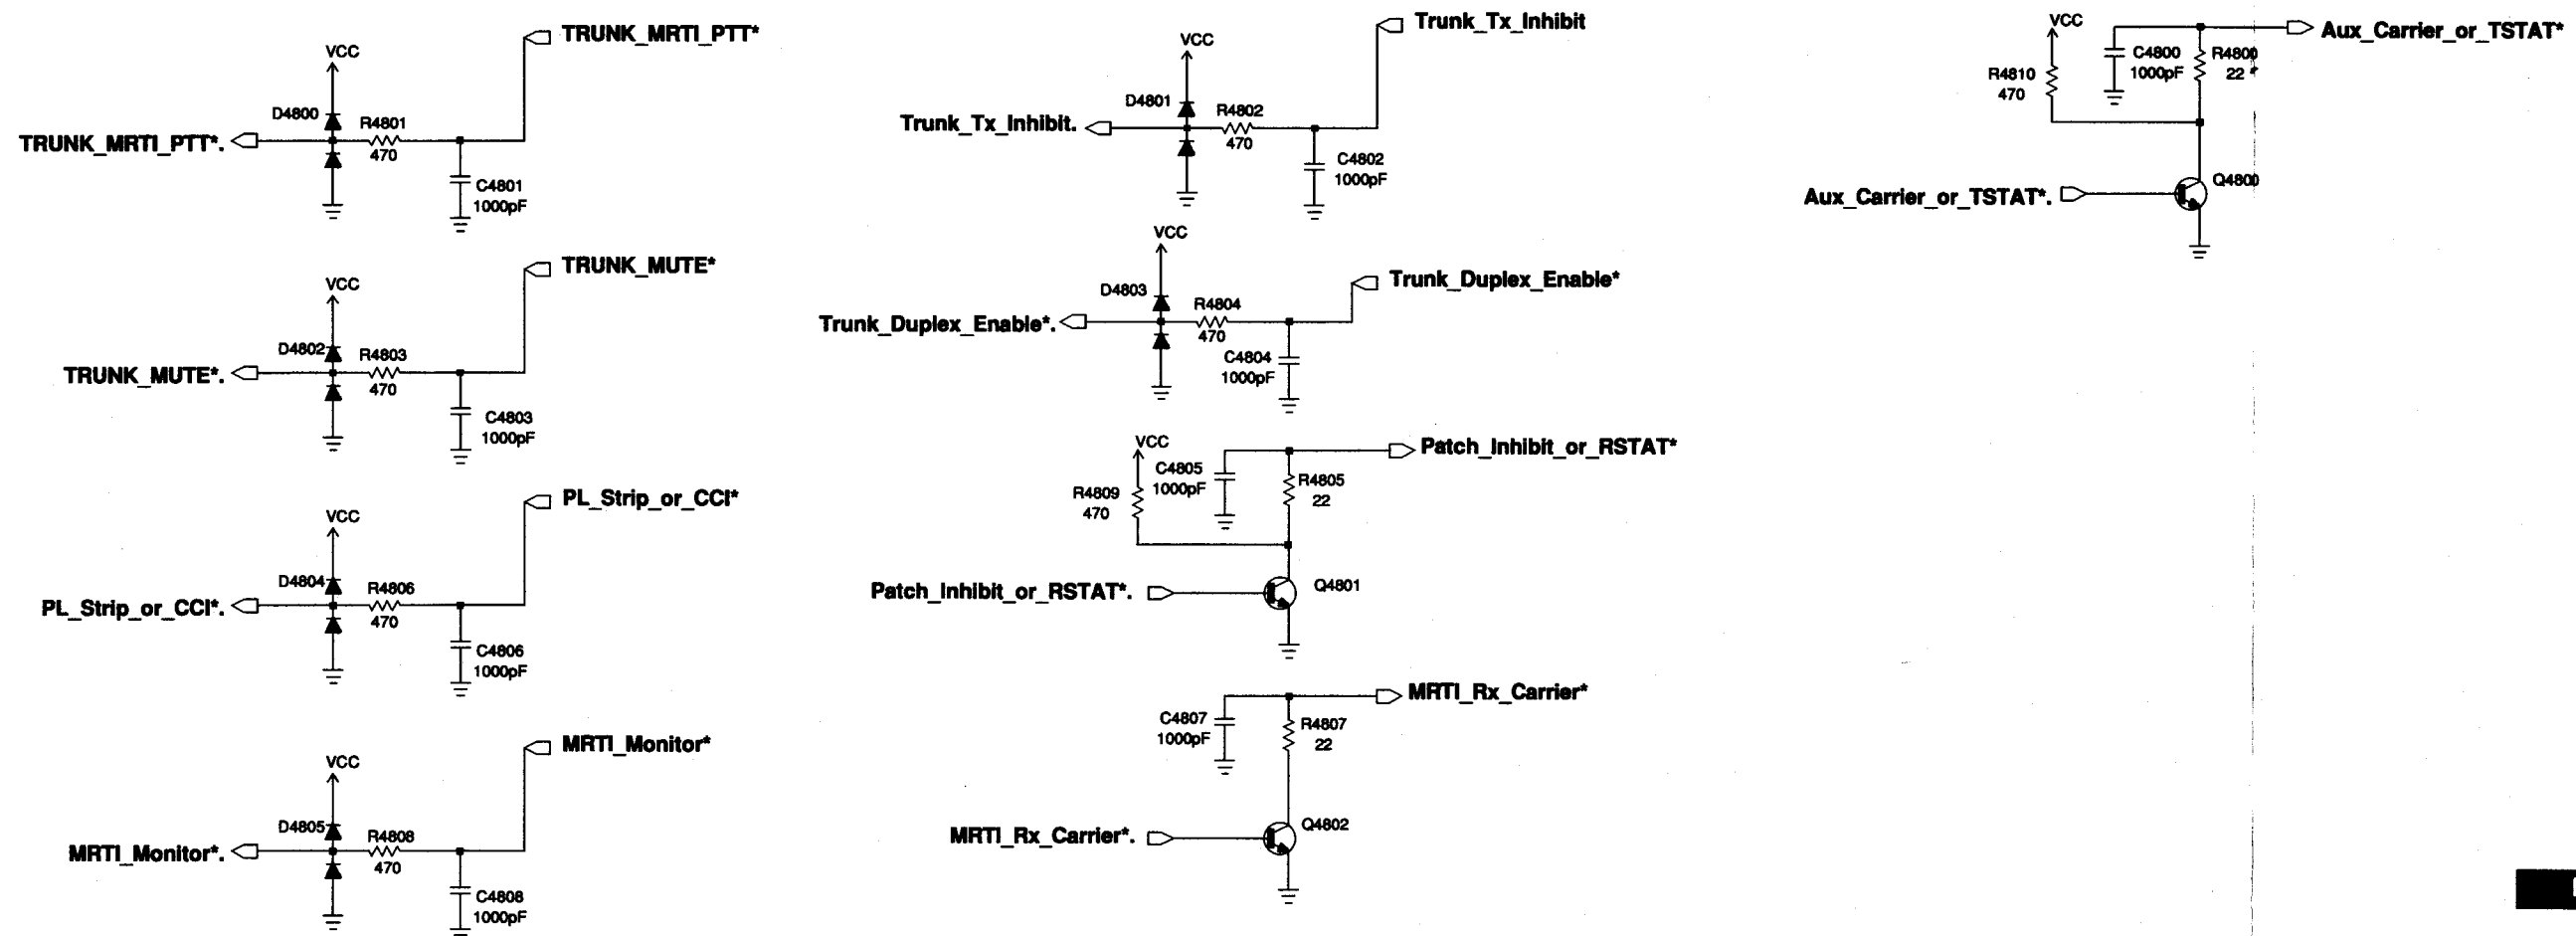 TRUNK_MRTI_PTT*
VCC
D4800
R4801
TRUNK_MRTI_PTT*.
470
C4801
1000pF
TRUNK_MUTE*
VCC
D4802
R4803
TRUNK_MUTE*.
470
C4803
1000pF
PL_Strip_or_CCI*
VCC
D4804
R4806
PL_Strip_or_CCI*.
470
C4806
1000pF
MRTI_Monitor*
VCC
D4805
R4808
MRTI_Monitor*.
470
C4808
1000pF
Trunk_Tx_Inhibit
VCC
D4801
R4802
Trunk_Tx_Inhibit.
470
C4802
1000pF
VCC
Trunk_Duplex_Enable*
D4803
R4804
Trunk_Duplex_Enable*.
470
C4804
1000pF
VCC
Patch_Inhibit_or_RSTAT*
C4805
1000pF
R4805
22
R4809
470
Patch_Inhibit_or_RSTAT*.
Q4801
MRTI_Rx_Carrier*
C4807
1000pF
R4807
22
Q4802
MRTI_Rx_Carrier*.
VCC
Aux_Carrier_or_TSTAT*
C4800
1000pF
R4800
22
R4810
470
Q4800
Aux_Carrier_or_TSTAT*.